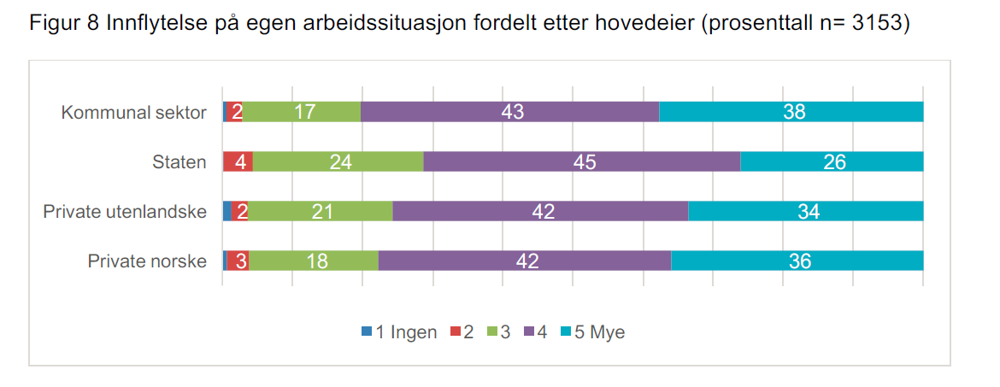 Figur 8 Innflytelse på egen arbeidssituasjon fordelt etter hovedeier (prosenttall n= 3153)
Kommunal sektor 2 17 43 38
Staten 4 24 45 26
Private utenlandske 2 21 42 34
Private norske 3 18 42 36
1 Ingen 2 3 4 5 Mye